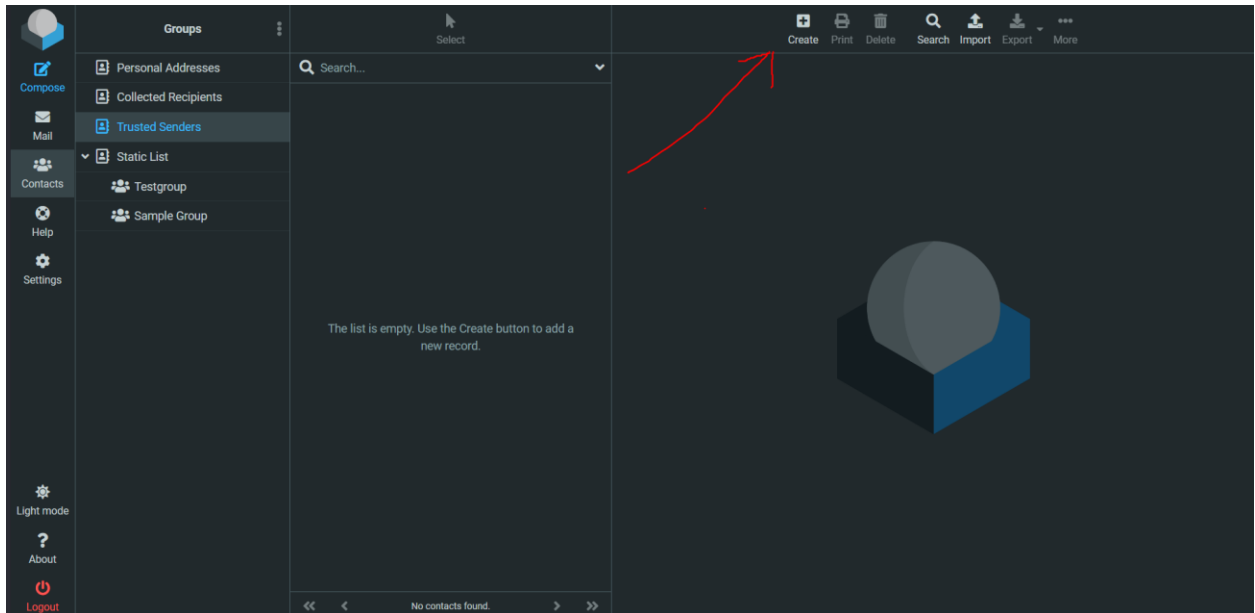 Groups
Select
Create Print Delete Search Import Export More
Compose
Mail
Contacts
Help
Settings
Light mode
About
Logout
Personal Addresses
Collected Recipients
Trusted Senders
Static List
Testgroup
Sample Group
Search...
The list is empty. Use the Create button to add a
new record.
No contacts found.